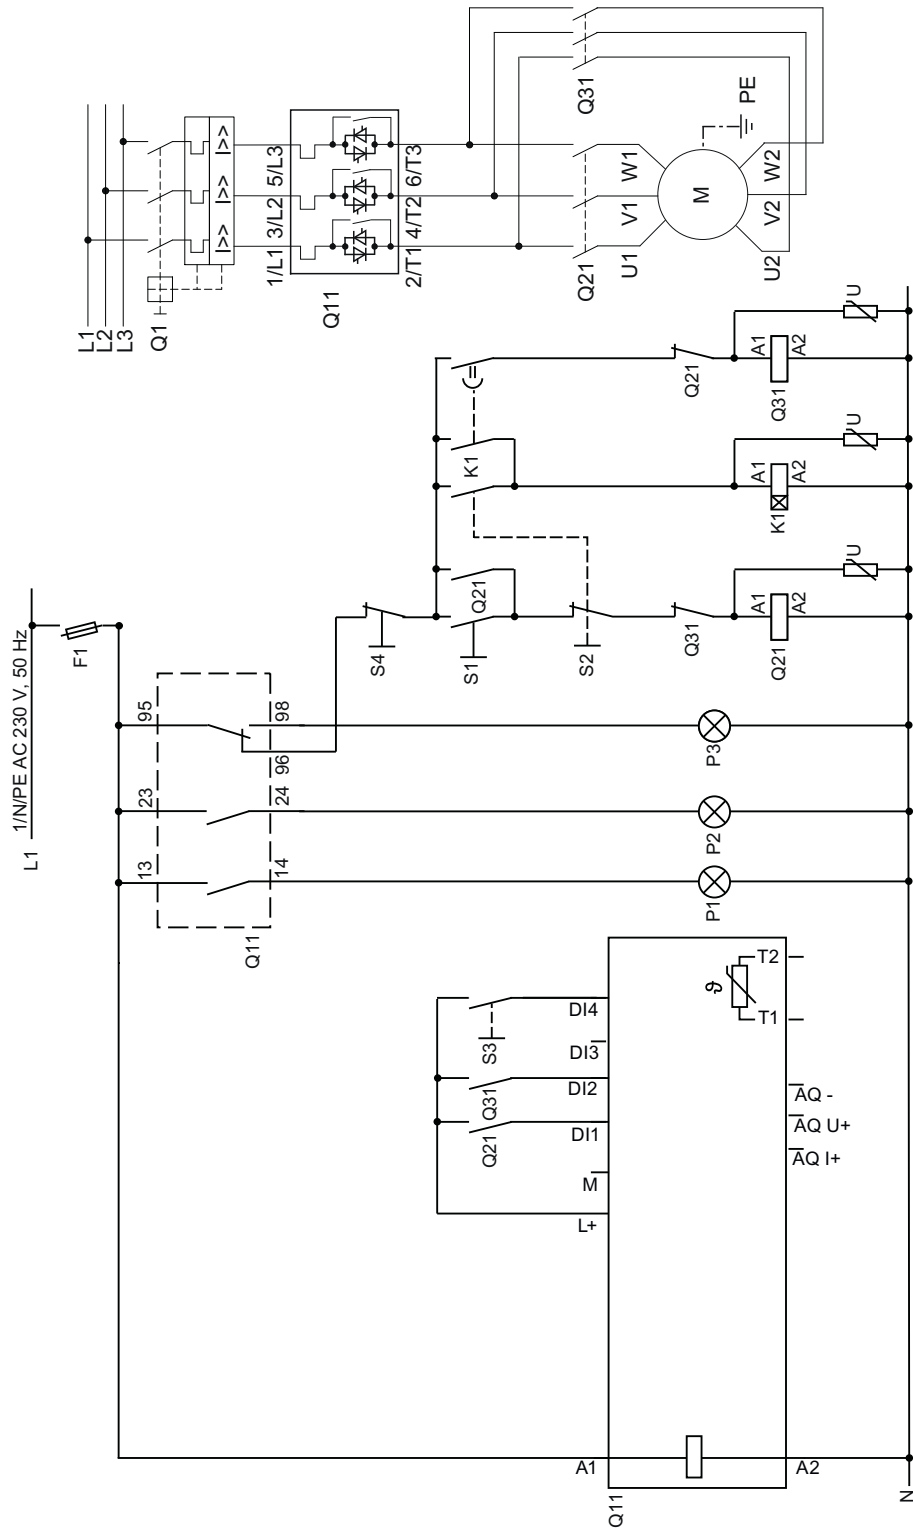 L1 1/N/PE AC 230 V, 50 Hz
F1
13 23 95
Q11
14 24 96 98
S4
L+
M
DI1
DI2
DI3
DI4
Q21
Q31
S3
S1
Q21
S2
K1
Q31
Q21
A1
A2
Q11
T1 T2
ϑ
AQ I+
AQ U+
AQ -
P1
P2
P3
Q21
A1
A2
U
K1
A1
A2
U
Q31
A1
A2
U
N
L1
L2
L3
Q1
I>> I>> I>>
1/L1 3/L2 5/L3
Q11
2/T1 4/T2 6/T3
Q21
Q31
U1 V1 W1
M
PE
U2 V2 W2